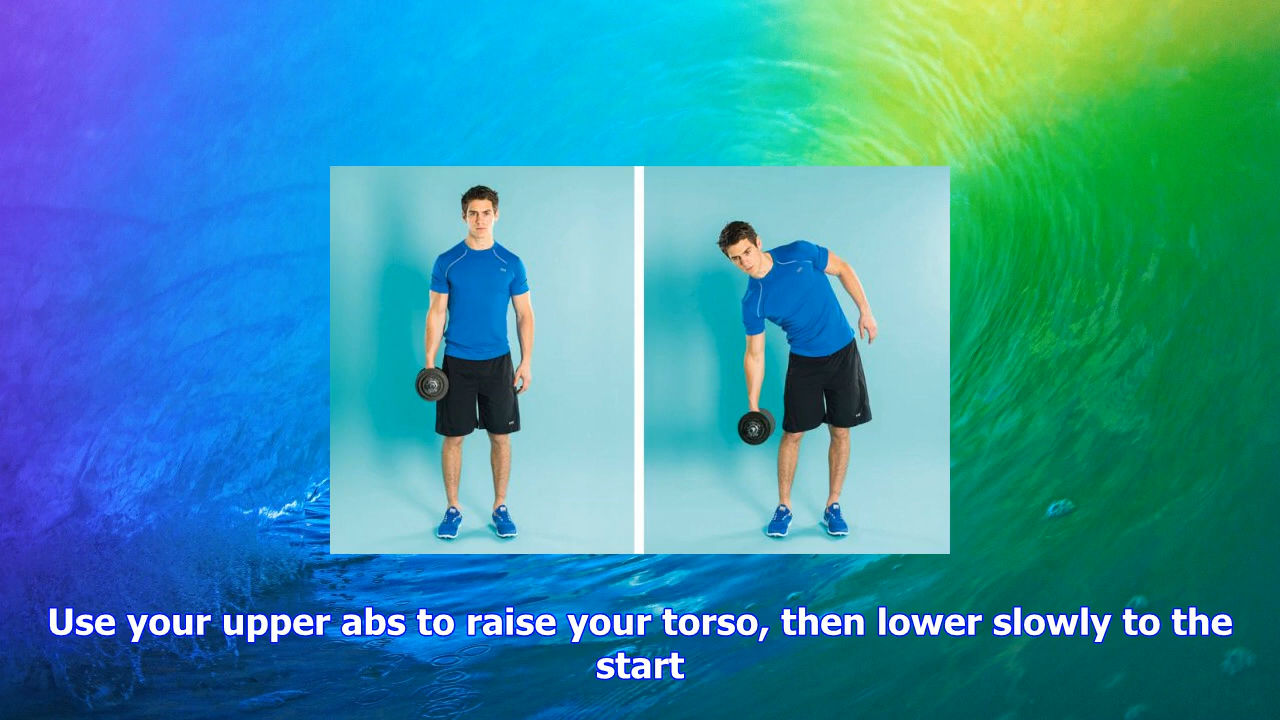 Use your upper abs to raise your torso, then lower slowly to the
start